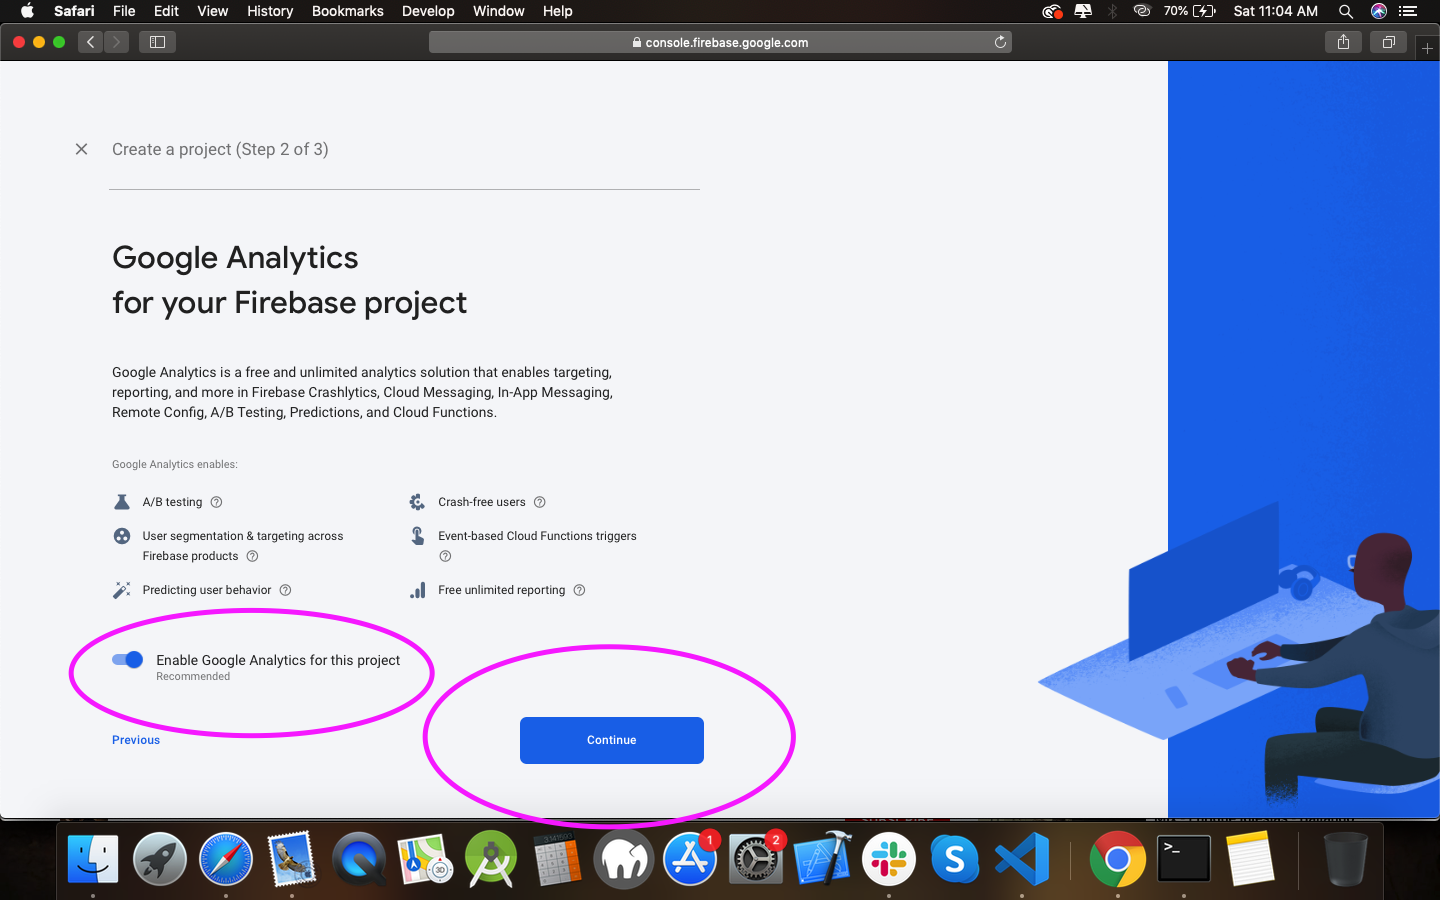 Safari File Edit View History Bookmarks Develop Window Help 70% Sat 11:04 AM
console.firebase.google.com
Create a project (Step 2 of 3)
Google Analytics
for your Firebase project
Google Analytics is a free and unlimited analytics solution that enables targeting,
reporting, and more in Firebase Crashlytics, Cloud Messaging, In-App Messaging,
Remote Config, A/B Testing, Predictions, and Cloud Functions.
Google Analytics enables:
A/B testing
Crash-free users
User segmentation & targeting across
Firebase products
Event-based Cloud Functions triggers
Predicting user behavior
Free unlimited reporting
Enable Google Analytics for this project
Recommended
Previous
Continue
3D
3.141593
1
2
S
>_